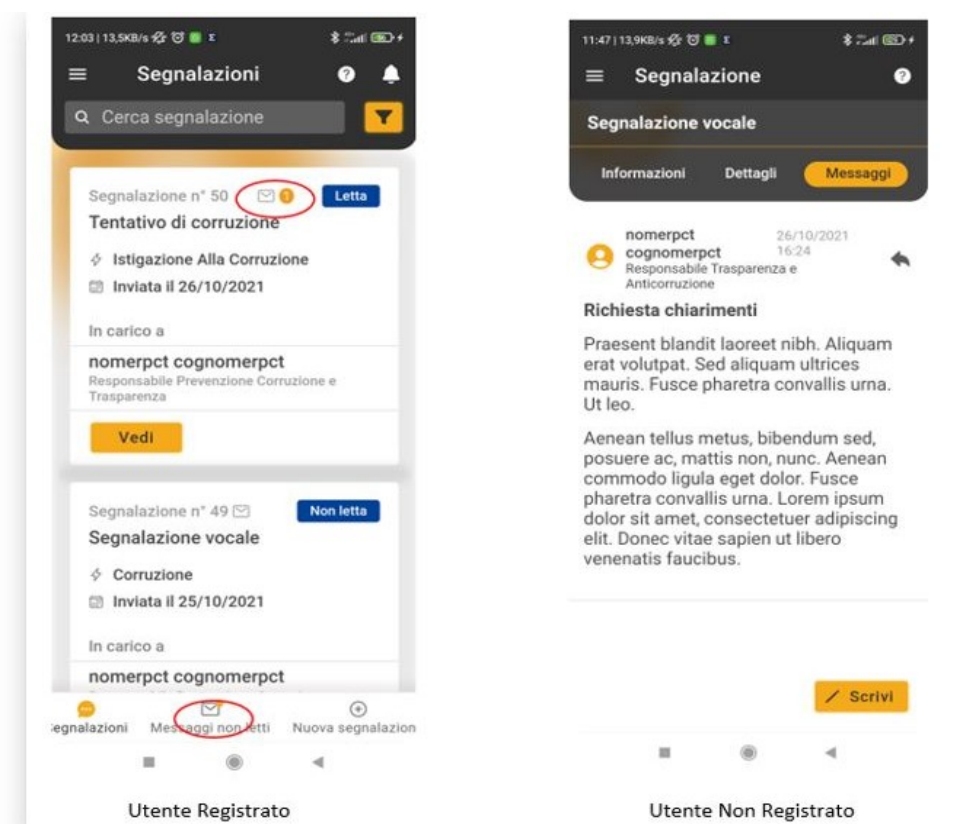 12:03 | 13,5KB/s
Segnalazioni
Cerca segnalazione
Segnalazione n° 50
1
Letta
Tentativo di corruzione
Istigazione Alla Corruzione
Inviata il 26/10/2021
In carico a
nomerpct cognomerpct
Responsabile Prevenzione Corruzione e
Trasparenza
Vedi
Segnalazione n° 49
Non letta
Segnalazione vocale
Corruzione
Inviata il 25/10/2021
In carico a
nomerpct cognomerpct
egnalazioni
Messaggi non letti
Nuova segnalazion
Utente Registrato
11:47 | 13,9KB/s
Segnalazione
Segnalazione vocale
Informazioni
Dettagli
Messaggi
nomerpct
cognomerpct
26/10/2021
16:24
Responsabile Trasparenza e
Anticorruzione
Richiesta chiarimenti
Praesent blandit laoreet nibh. Aliquam
erat volutpat. Sed aliquam ultrices
mauris. Fusce pharetra convallis urna.
Ut leo.
Aenean tellus metus, bibendum sed,
posuere ac, mattis non, nunc. Aenean
commodo ligula eget dolor. Fusce
pharetra convallis urna. Lorem ipsum
dolor sit amet, consectetuer adipiscing
elit. Donec vitae sapien ut libero
venenatis faucibus.
Scrivi
Utente Non Registrato